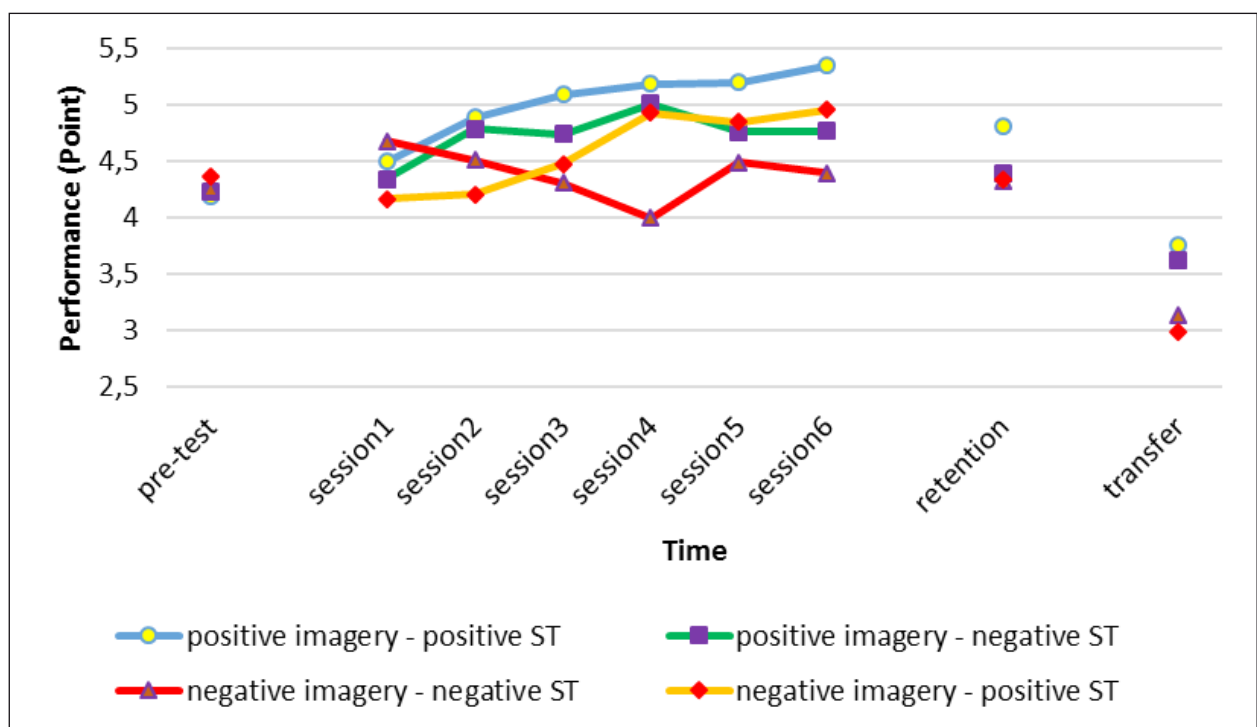 5,5
5
4,5
4
3,5
3
2,5
Performance (Point)
pre-test
session1
session2
session3
session4
session5
session6
retention
transfer
Time
positive imagery - positive ST
positive imagery - negative ST
negative imagery - negative ST
negative imagery - positive ST